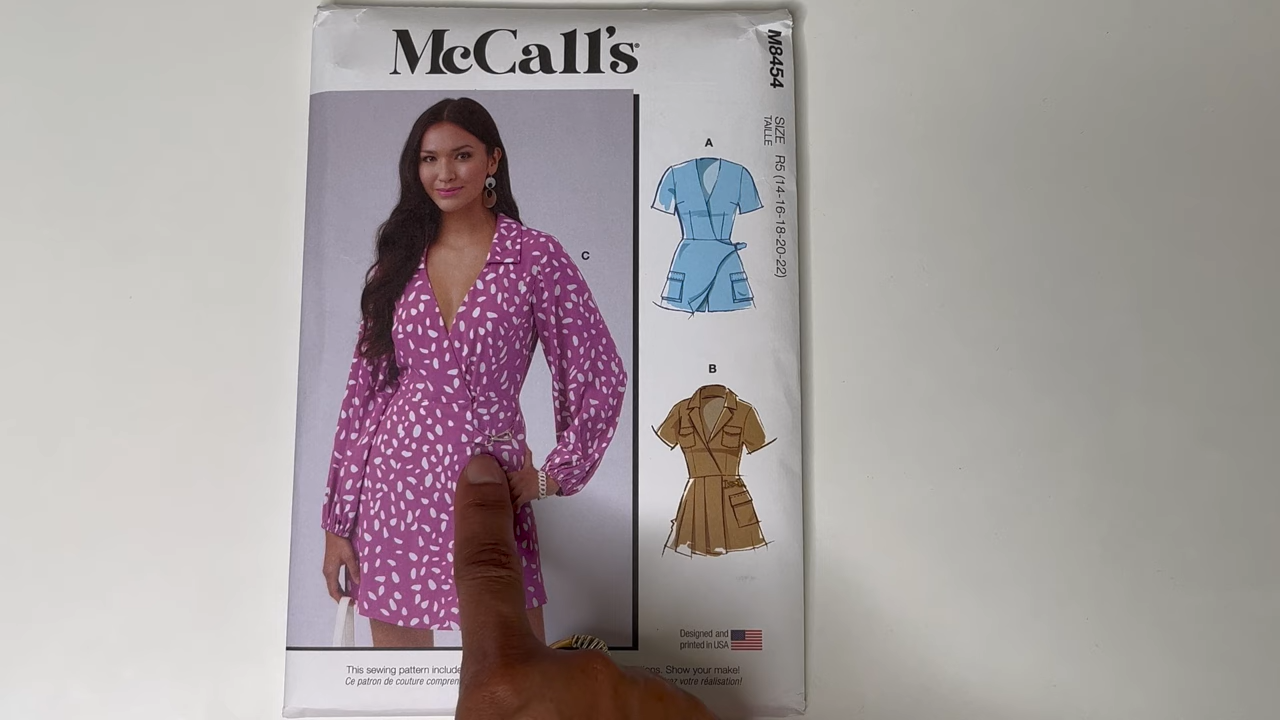 McCall's
M8454
SIZE R5 (14-16-18-20-22)
TAILLE
A
C
B
Designed and
printed in USA
This sewing pattern include ons. Show your make!
Ce patron de couture compren ez votre réalisation!